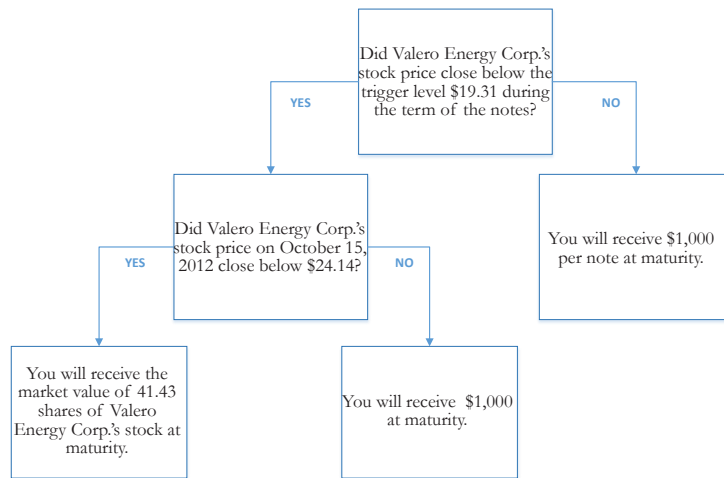 Did Valero Energy Corp.'s
stock price close below the
trigger level $19.31 during
the term of the notes?
YES
NO
Did Valero Energy Corp.'s
stock price on October 15,
2012 close below $24.14?
You will receive $1,000
per note at maturity.
YES
NO
You will receive the
market value of 41.43
shares of Valero
Energy Corp.'s stock at
maturity.
You will receive $1,000
at maturity.